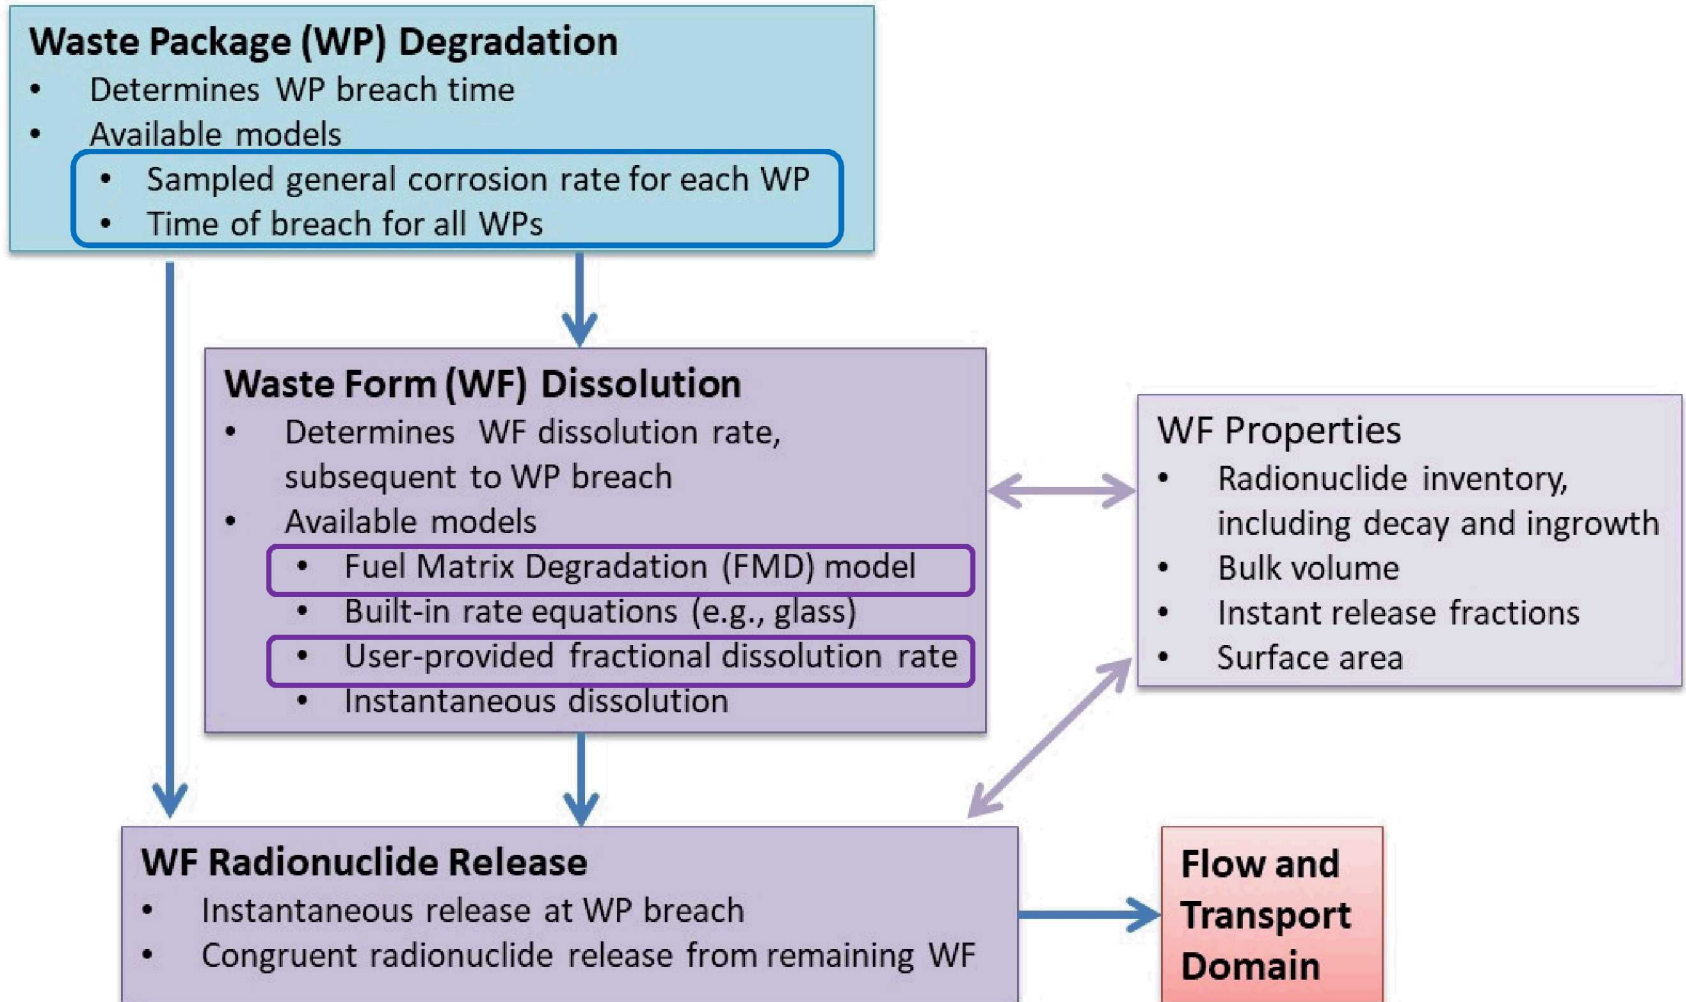 Waste Package (WP) Degradation
• Determines WP breach time
• Available models
• Sampled general corrosion rate for each WP
• Time of breach for all WPs
Waste Form (WF) Dissolution
• Determines WF dissolution rate,
subsequent to WP breach
• Available models
• Fuel Matrix Degradation (FMD) model
• Built-in rate equations (e.g., glass)
• User-provided fractional dissolution rate
• Instantaneous dissolution
WF Properties
• Radionuclide inventory,
including decay and ingrowth
• Bulk volume
• Instant release fractions
• Surface area
WF Radionuclide Release
• Instantaneous release at WP breach
• Congruent radionuclide release from remaining WF
Flow and
Transport
Domain